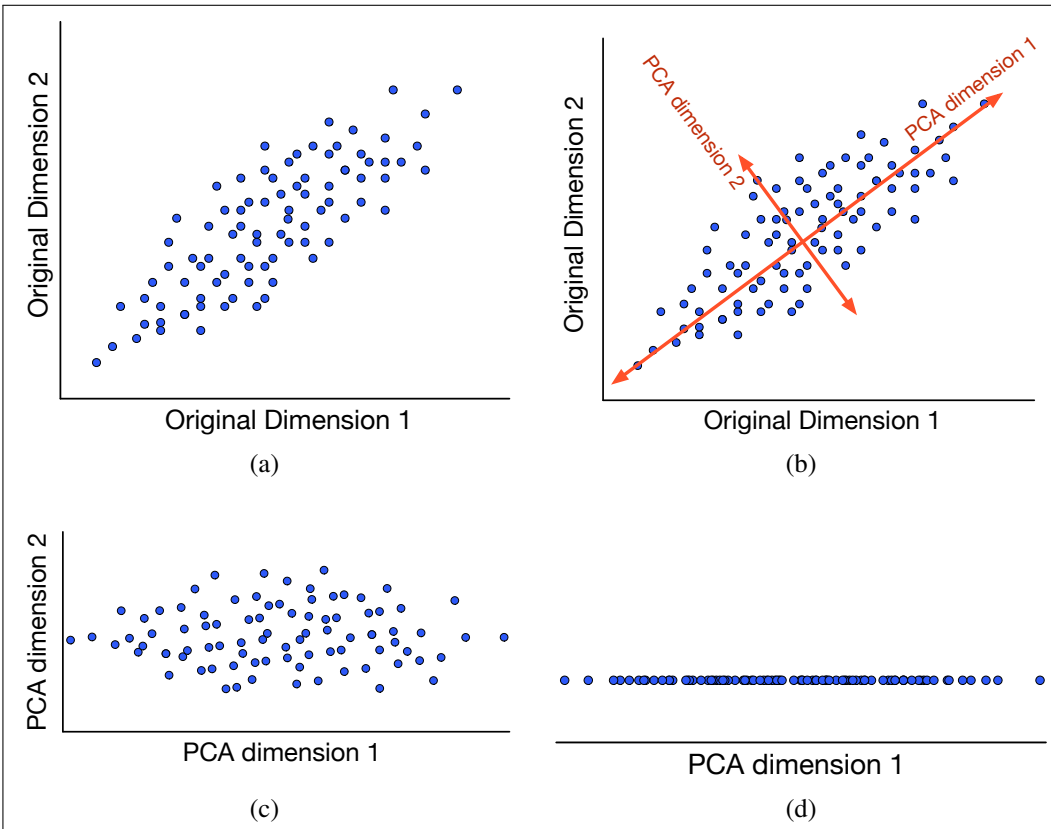 Original Dimension 2
Original Dimension 1
(a)
Original Dimension 2
PCA dimension 2
PCA dimension 1
Original Dimension 1
(b)
PCA dimension 2
PCA dimension 1
(c)
PCA dimension 1
(d)